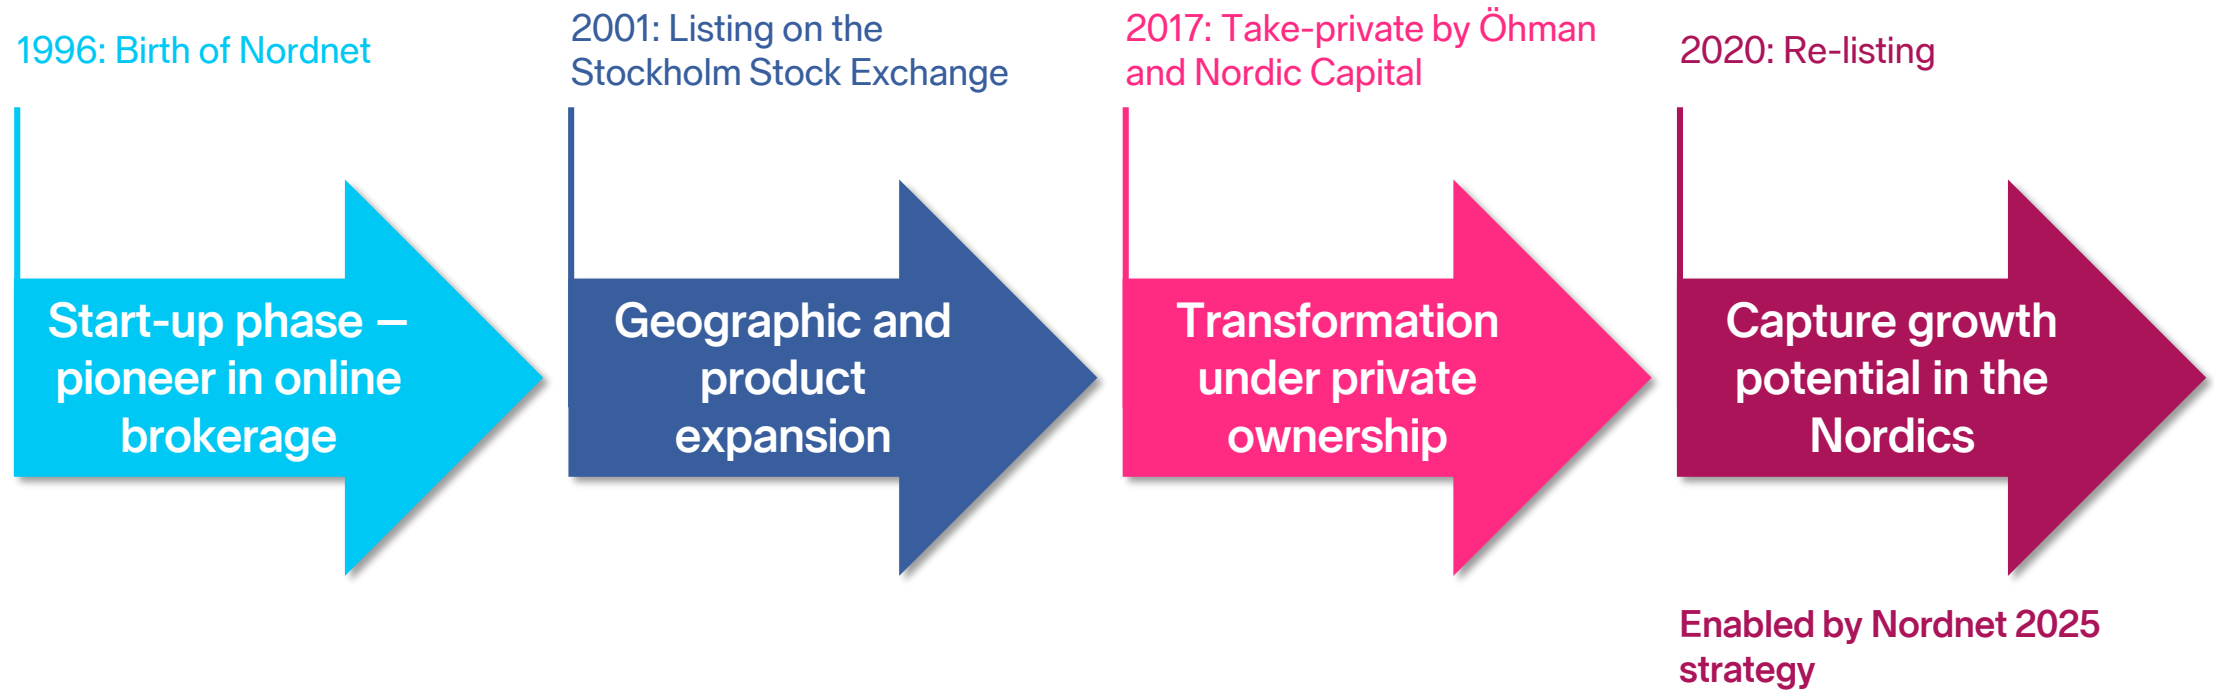 1996: Birth of Nordnet
Start-up phase –
pioneer in online
brokerage
2001: Listing on the
Stockholm Stock Exchange
Geographic and
product
expansion
2017: Take-private by Öhman
and Nordic Capital
Transformation
under private
ownership
2020: Re-listing
Capture growth
potential in the
Nordics
Enabled by Nordnet 2025
strategy